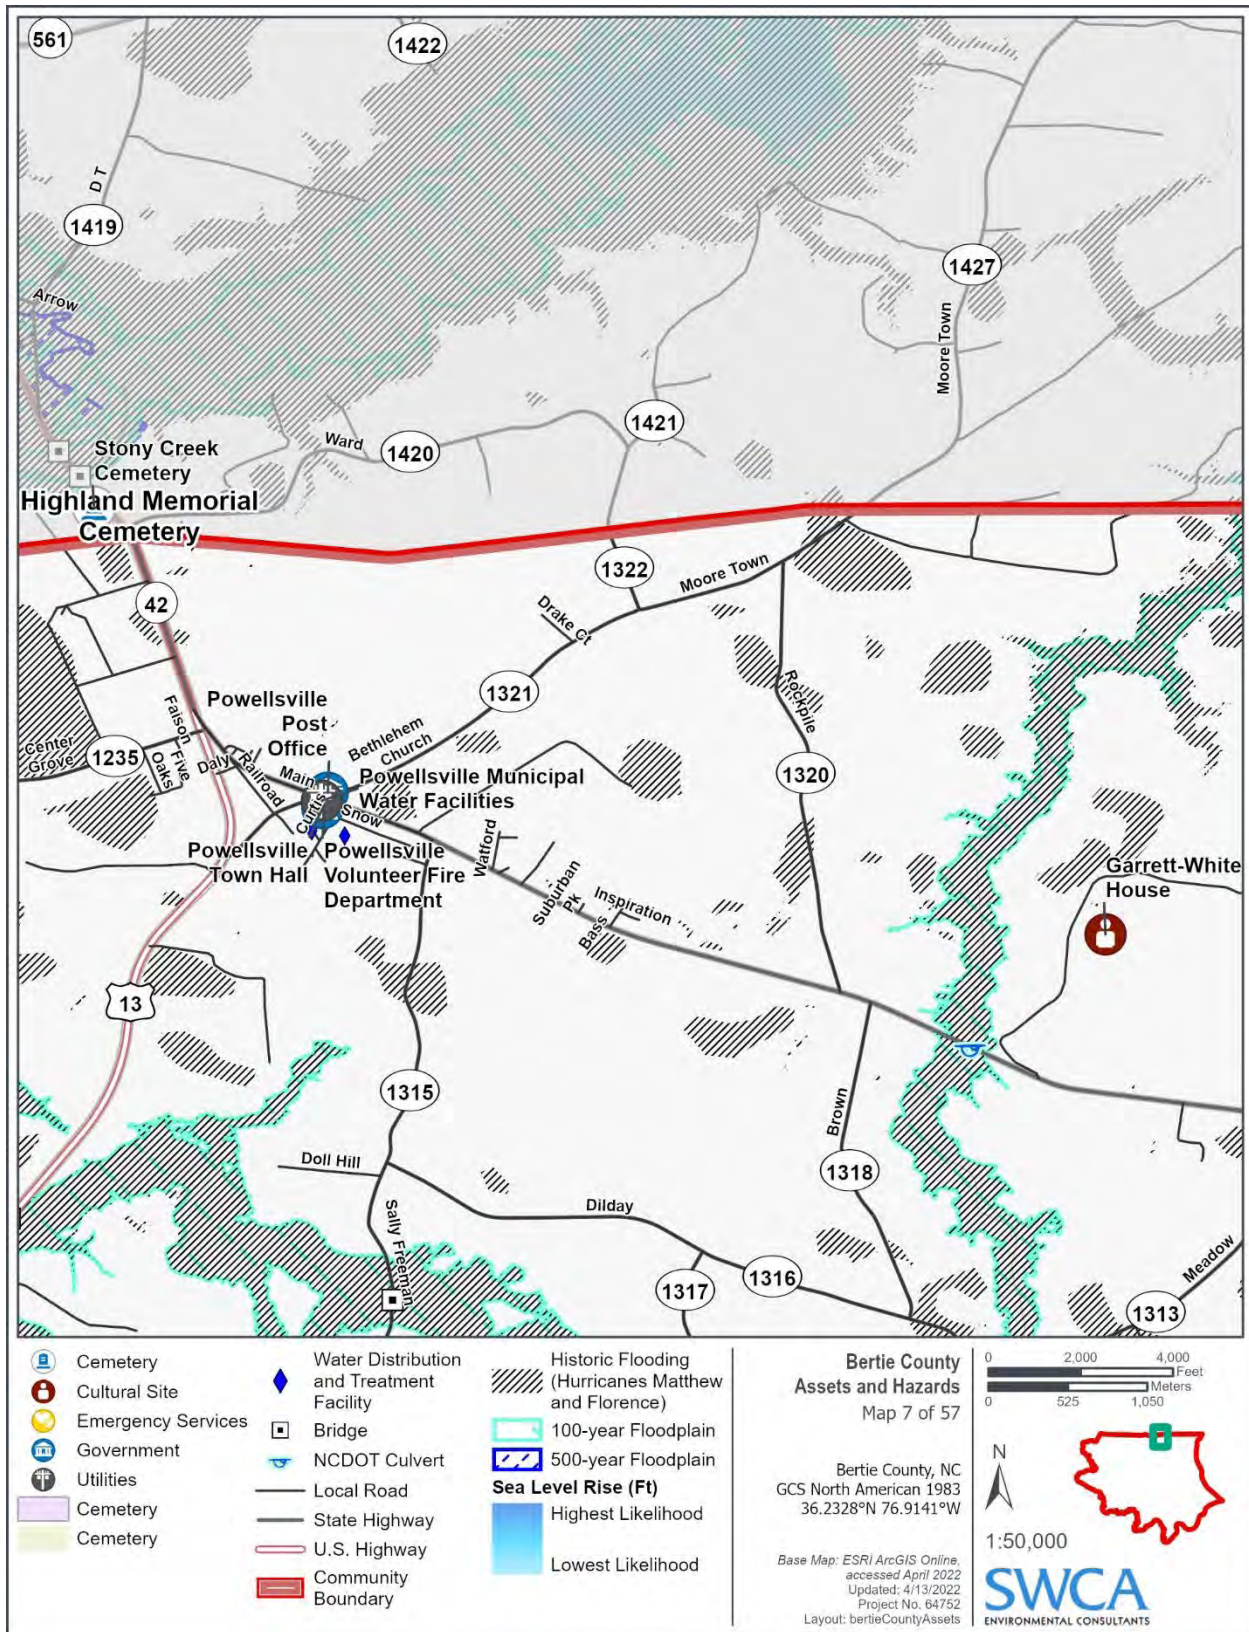 561
1422
D T
1419
Arrow
1427
Moore Town
1421
Ward
1420
Stony Creek
Cemetery
Highland Memorial
Cemetery
1322
Moore Town
42
Drake Ct
Rockpile
1321
Powellsville
Post
Office
Faison
Bethlehem
Church
Center
Grove
1235
Five
Oaks
Daly
Railroad
Main
1320
Powellsville Municipal
Water Facilities
Curtis
Snow
Watford
Powellsville
Town Hall
Powellsville
Volunteer Fire
Department
Suburban
Pk
Inspiration
Bass
Garrett-White
House
13
1315
Brown
Doll Hill
1318
Sally Freeman
Dilday
1317
1316
Meadow
1313
Cemetery
Cultural Site
Emergency Services
Government
Utilities
Cemetery
Cemetery
Water Distribution
and Treatment
Facility
Bridge
NCDOT Culvert
Local Road
State Highway
U.S. Highway
Community
Boundary
Historic Flooding
(Hurricanes Matthew
and Florence)
100-year Floodplain
500-year Floodplain
Sea Level Rise (Ft)
Highest Likelihood
Lowest Likelihood
Bertie County
Assets and Hazards
Map 7 of 57
Bertie County, NC
GCS North American 1983
36.2328°N 76.9141°W
Base Map: ESRI ArcGIS Online,
accessed April 2022
Updated: 4/13/2022
Project No. 64752
Layout: bertieCountyAssets
0 2,000 4,000
Feet
Meters
0 525 1,050
N
1:50,000
SWCA
ENVIRONMENTAL CONSULTANTS